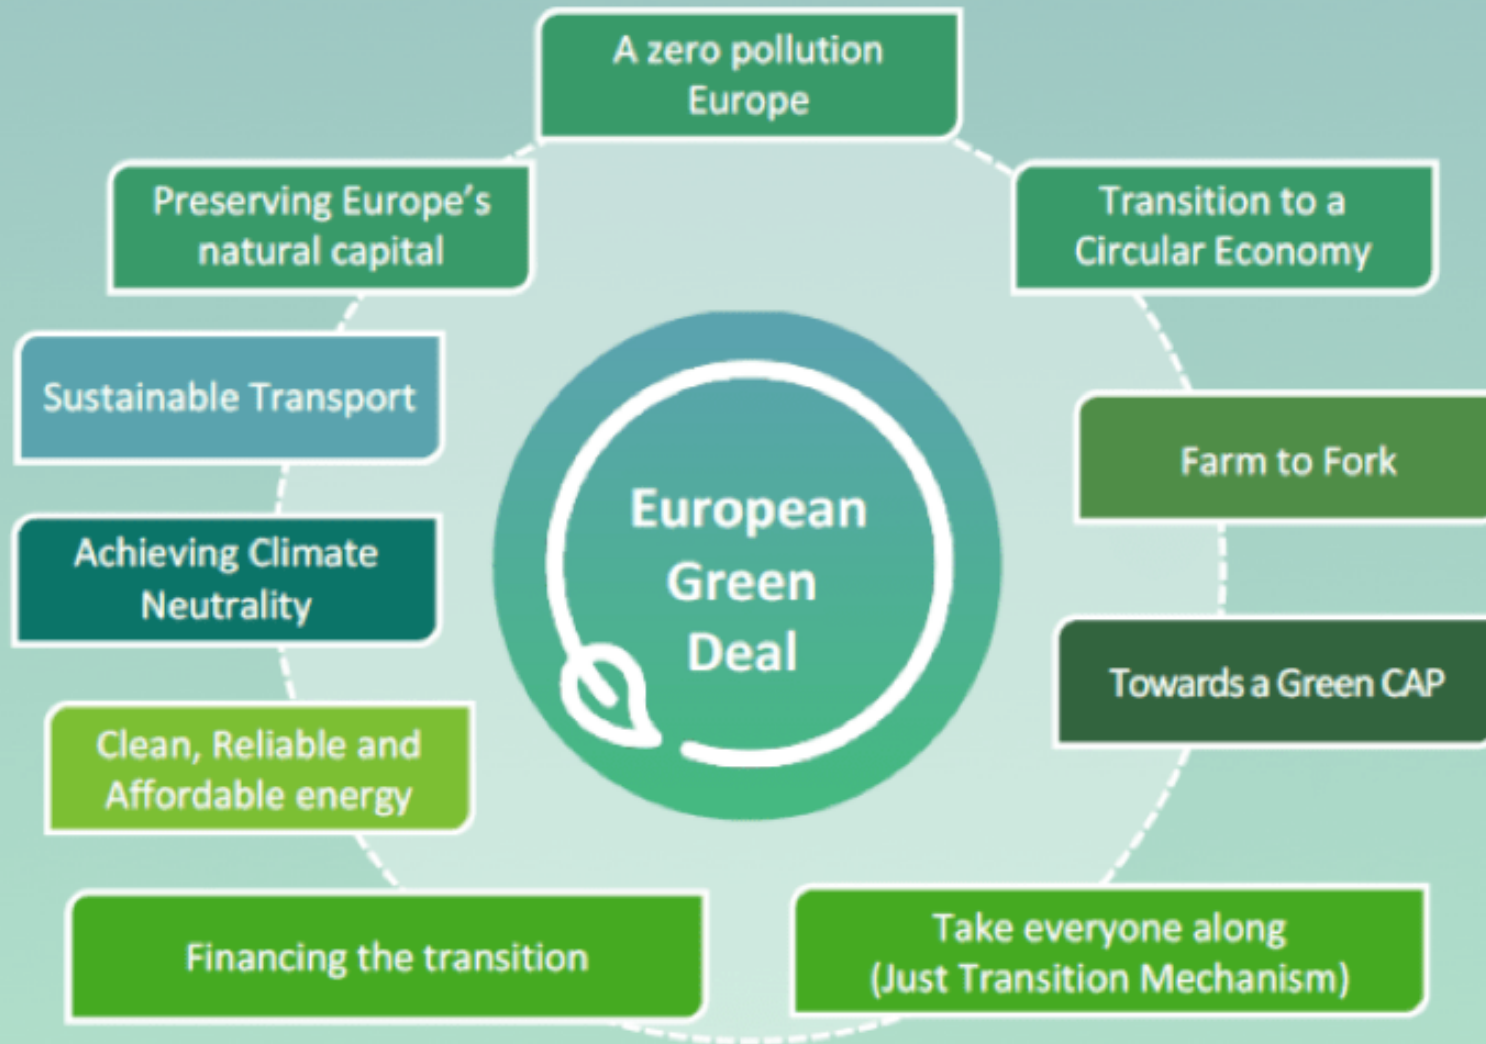 A zero pollution
Europe
Preserving Europe's
natural capital
Transition to a
Circular Economy
Sustainable Transport
Farm to Fork
European
Green
Deal
Achieving Climate
Neutrality
Towards a Green CAP
Clean, Reliable and
Affordable energy
Financing the transition
Take everyone along
(Just Transition Mechanism)